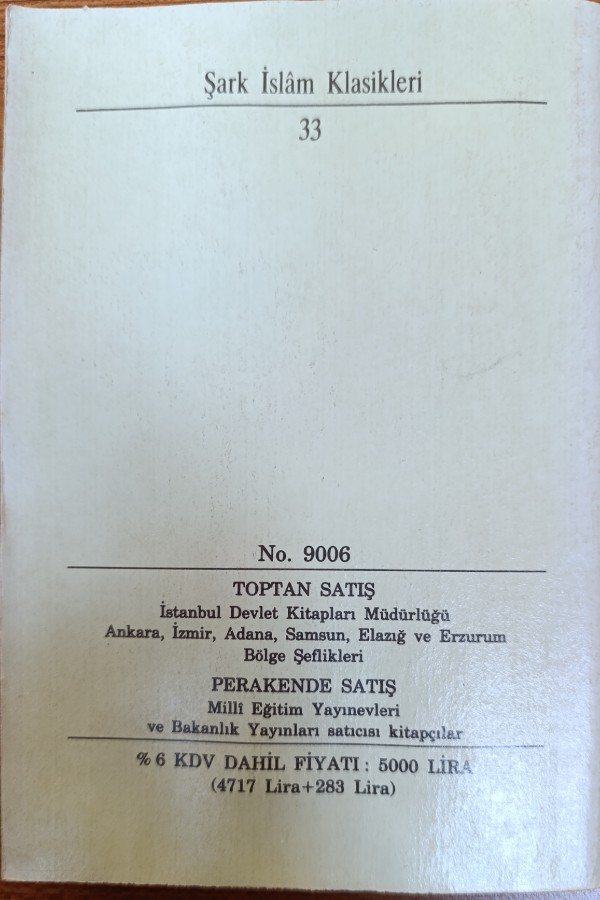 Şark İslâm Klasikleri
33
No. 9006
TOPTAN SATIŞ
İstanbul Devlet Kitapları Müdürlüğü
Ankara, İzmir, Adana, Samsun, Elazığ ve Erzurum
Bölge Şeflikleri
PERAKENDE SATIŞ
Millî Eğitim Yayınevleri
ve Bakanlık Yayınları satıcısı kitapçılar
% 6 KDV DAHİL FİYATI : 5000 LİRA
(4717 Lira+283 Lira)